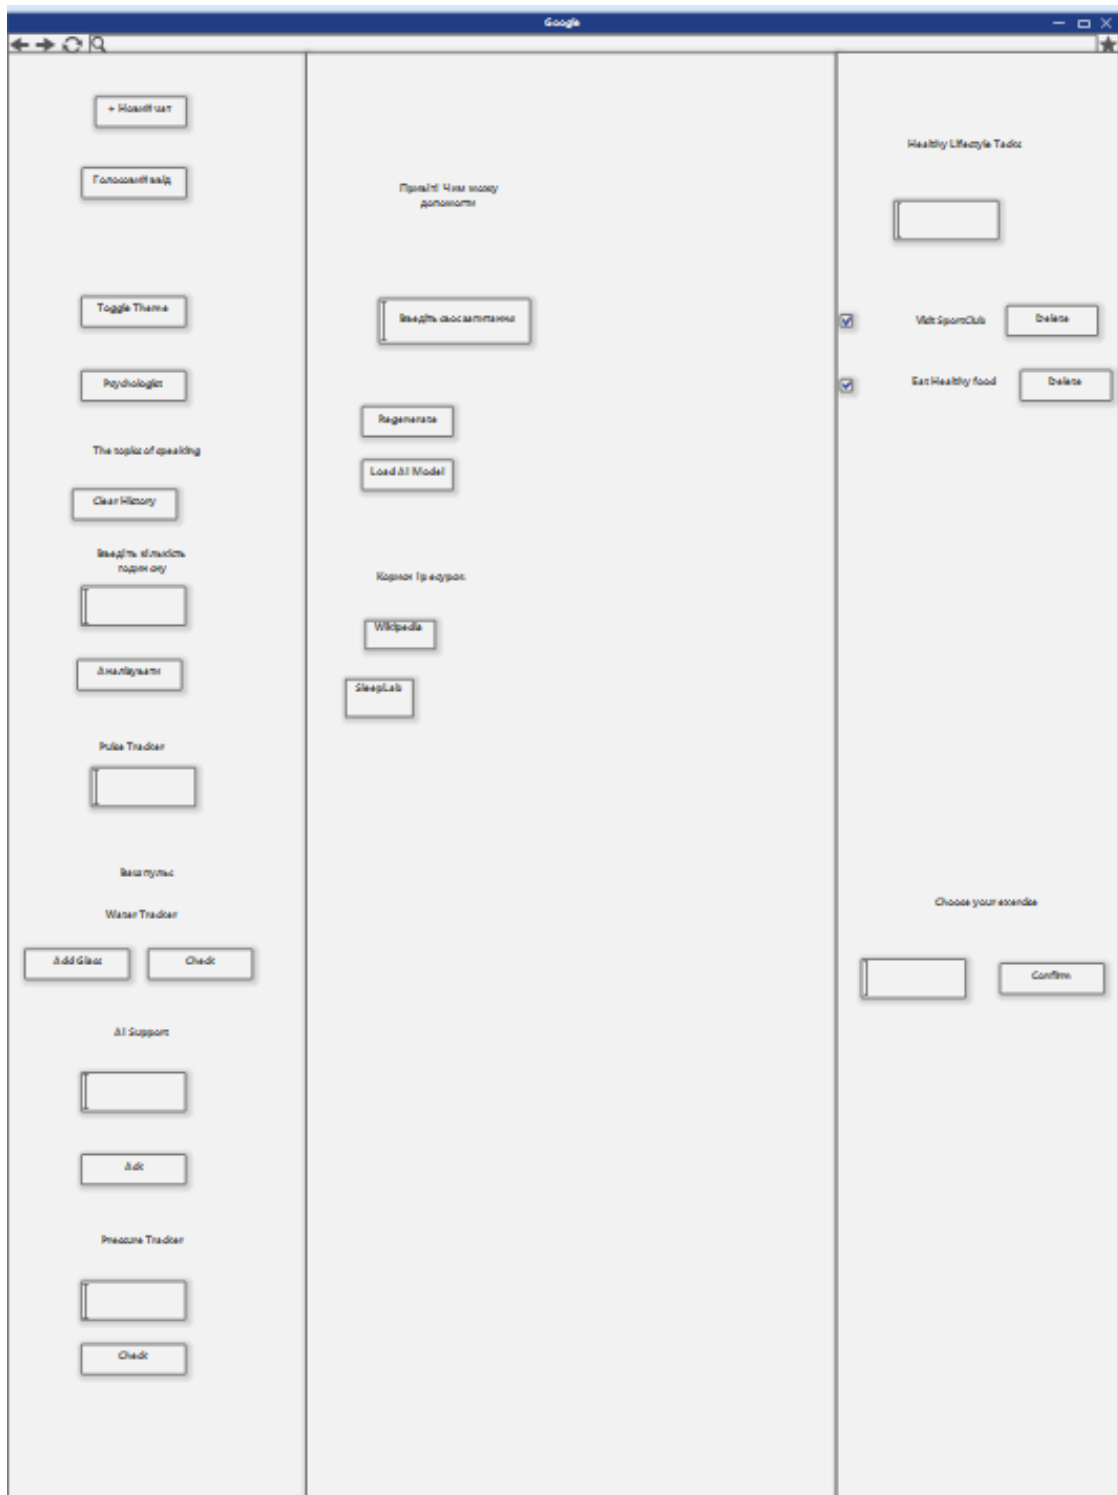 Google
+ Новий чат
Голосовий ввід
Toggle Theme
Psychologist
The topics of speaking
Clear History
Введіть кількість
годин сну
Аналізувати
Pulse Tracker
Ваш пульс
Water Tracker
Add Glass
Check
AI Support
Ask
Pressure Tracker
Check
Привіт! Чим можу
допомогти
Введіть своє запитання
Regenerate
Load AI Model
Корисні
Wikipedia
SleepLab
Healthy Lifestyle Tasks
Visit SportClub
Delete
Eat Healthy food
Delete
Choose your exercise
Confirm